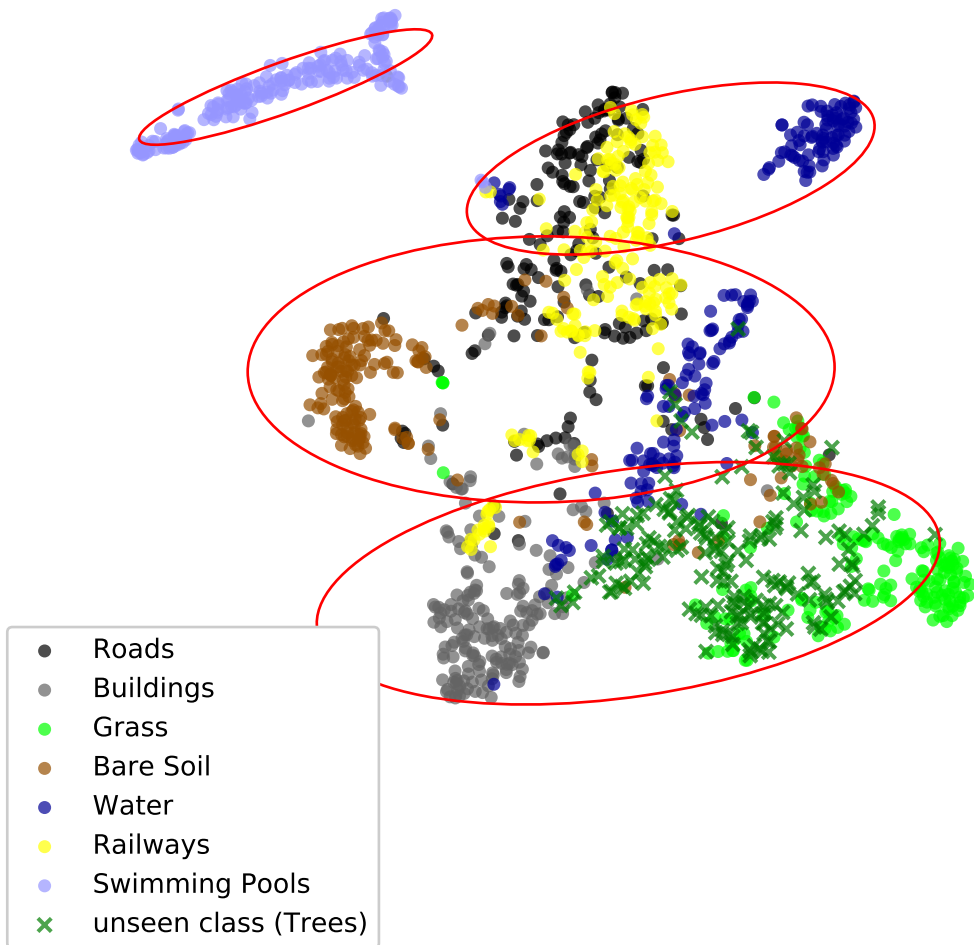 Roads
Buildings
Grass
Bare Soil
Water
Railways
Swimming Pools
unseen class (Trees)